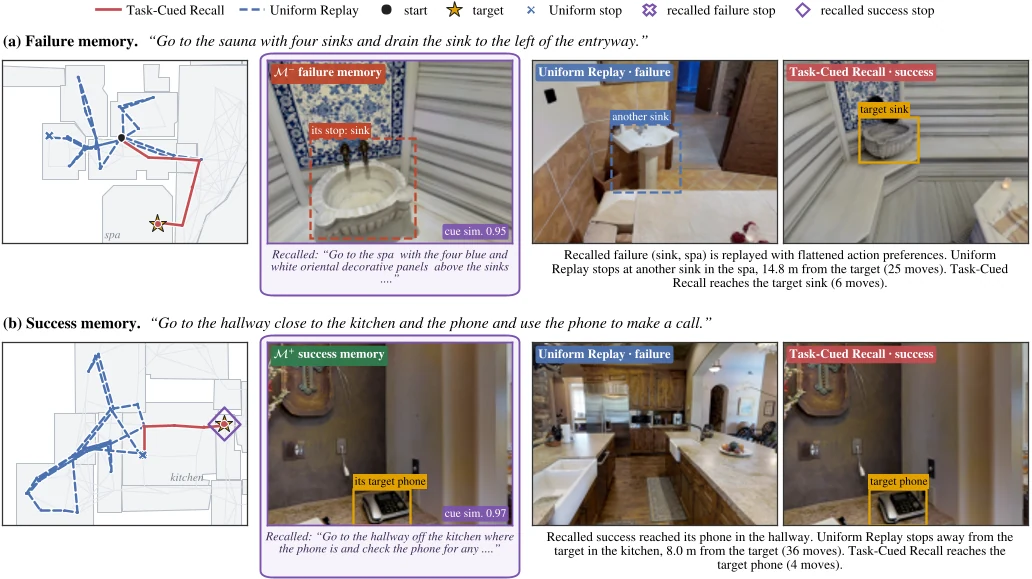 Task-Cued Recall Uniform Replay start target Uniform stop recalled failure stop recalled success stop
(a) Failure memory. “Go to the sauna with four sinks and drain the sink to the left of the entryway.”
spa
M− failure memory
its stop: sink
cue sim. 0.95
Recalled: “Go to the spa with the four blue and
white oriental decorative panels above the sinks
....”
Uniform Replay · failure
another sink
Task-Cued Recall · success
target sink
Recalled failure (sink, spa) is replayed with flattened action preferences. Uniform
Replay stops at another sink in the spa, 14.8 m from the target (25 moves). Task-Cued
Recall reaches the target sink (6 moves).
(b) Success memory. “Go to the hallway close to the kitchen and the phone and use the phone to make a call.”
kitchen
M+ success memory
its target phone
cue sim. 0.97
Recalled: “Go to the hallway off the kitchen where
the phone is and check the phone for any ....”
Uniform Replay · failure
Task-Cued Recall · success
target phone
Recalled success reached its phone in the hallway. Uniform Replay stops away from the
target in the kitchen, 8.0 m from the target (36 moves). Task-Cued Recall reaches the
target phone (4 moves).